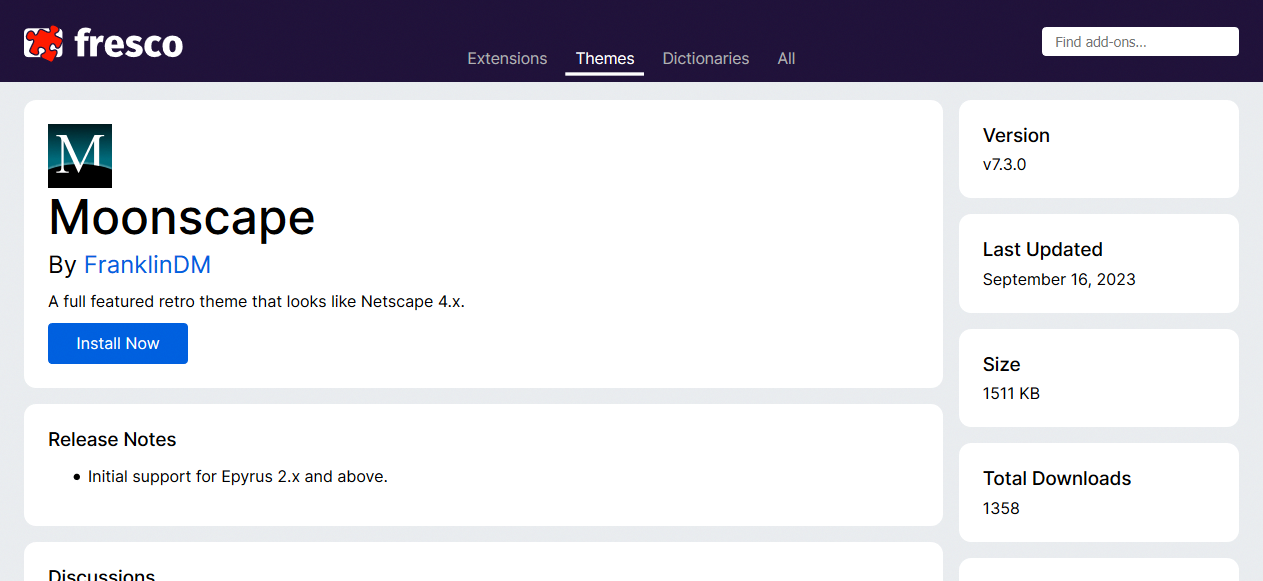 fresco
Extensions
Themes
Dictionaries
All
Find add-ons...
M
Moonscape
By FranklinDM
A full featured retro theme that looks like Netscape 4.x.
Install Now
Release Notes
• Initial support for Epyrus 2.x and above.
Discussions
Version
v7.3.0
Last Updated
September 16, 2023
Size
1511 KB
Total Downloads
1358